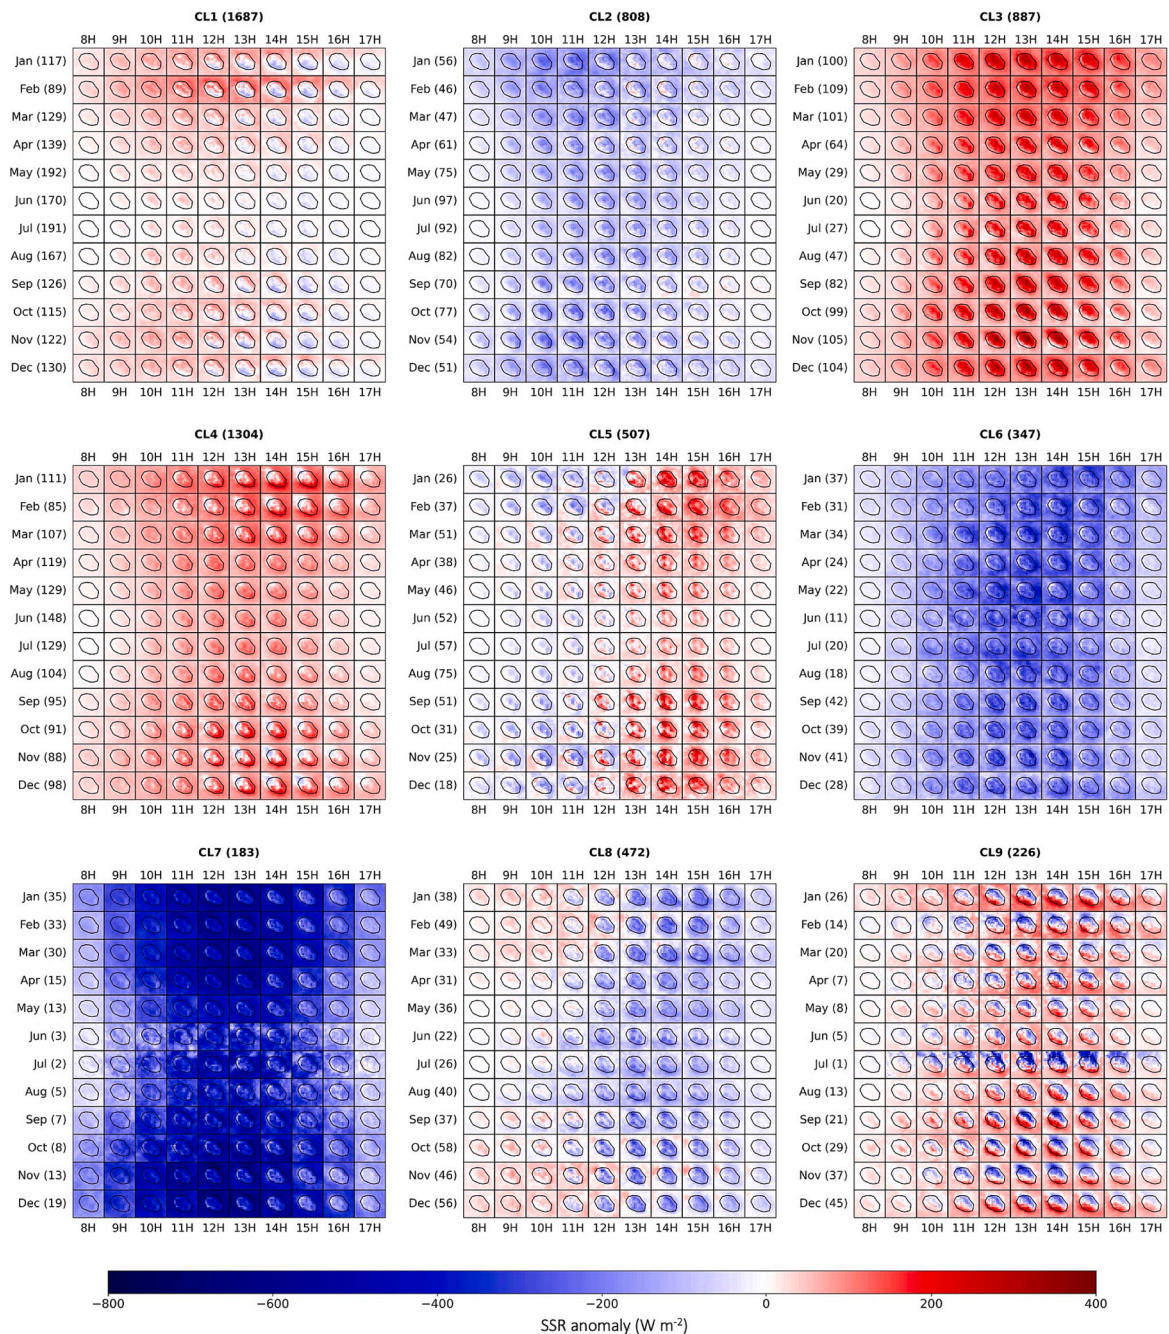 CL1 (1687) CL2 (808) CL3 (887)
8H 9H 10H 11H 12H 13H 14H 15H 16H 17H 8H 9H 10H 11H 12H 13H 14H 15H 16H 17H 8H 9H 10H 11H 12H 13H 14H 15H 16H 17H
Jan (117) Jan (56) Jan (100)
Feb (89) Feb (46) Feb (109)
Mar (129) Mar (47) Mar (101)
Apr (139) Apr (61) Apr (64)
May (192) May (75) May (29)
Jun (170) Jun (97) Jun (20)
Jul (191) Jul (92) Jul (27)
Aug (167) Aug (82) Aug (47)
Sep (126) Sep (70) Sep (82)
Oct (115) Oct (77) Oct (99)
Nov (122) Nov (54) Nov (105)
Dec (130) Dec (51) Dec (104)
8H 9H 10H 11H 12H 13H 14H 15H 16H 17H 8H 9H 10H 11H 12H 13H 14H 15H 16H 17H 8H 9H 10H 11H 12H 13H 14H 15H 16H 17H
CL4 (1304) CL5 (507) CL6 (347)
8H 9H 10H 11H 12H 13H 14H 15H 16H 17H 8H 9H 10H 11H 12H 13H 14H 15H 16H 17H 8H 9H 10H 11H 12H 13H 14H 15H 16H 17H
Jan (111) Jan (26) Jan (37)
Feb (85) Feb (37) Feb (31)
Mar (107) Mar (51) Mar (34)
Apr (119) Apr (38) Apr (24)
May (129) May (46) May (22)
Jun (148) Jun (52) Jun (11)
Jul (129) Jul (57) Jul (20)
Aug (104) Aug (75) Aug (18)
Sep (95) Sep (51) Sep (42)
Oct (91) Oct (31) Oct (39)
Nov (88) Nov (25) Nov (41)
Dec (98) Dec (18) Dec (28)
8H 9H 10H 11H 12H 13H 14H 15H 16H 17H 8H 9H 10H 11H 12H 13H 14H 15H 16H 17H 8H 9H 10H 11H 12H 13H 14H 15H 16H 17H
CL7 (183) CL8 (472) CL9 (226)
8H 9H 10H 11H 12H 13H 14H 15H 16H 17H 8H 9H 10H 11H 12H 13H 14H 15H 16H 17H 8H 9H 10H 11H 12H 13H 14H 15H 16H 17H
Jan (35) Jan (38) Jan (26)
Feb (33) Feb (49) Feb (14)
Mar (30) Mar (33) Mar (20)
Apr (15) Apr (31) Apr (7)
May (13) May (36) May (8)
Jun (3) Jun (22) Jun (5)
Jul (2) Jul (26) Jul (1)
Aug (5) Aug (40) Aug (13)
Sep (7) Sep (37) Sep (21)
Oct (8) Oct (58) Oct (29)
Nov (13) Nov (46) Nov (37)
Dec (19) Dec (56) Dec (45)
8H 9H 10H 11H 12H 13H 14H 15H 16H 17H 8H 9H 10H 11H 12H 13H 14H 15H 16H 17H 8H 9H 10H 11H 12H 13H 14H 15H 16H 17H
−800 −600 −400 −200 0 200 400
SSR anomaly (W m⁻²)